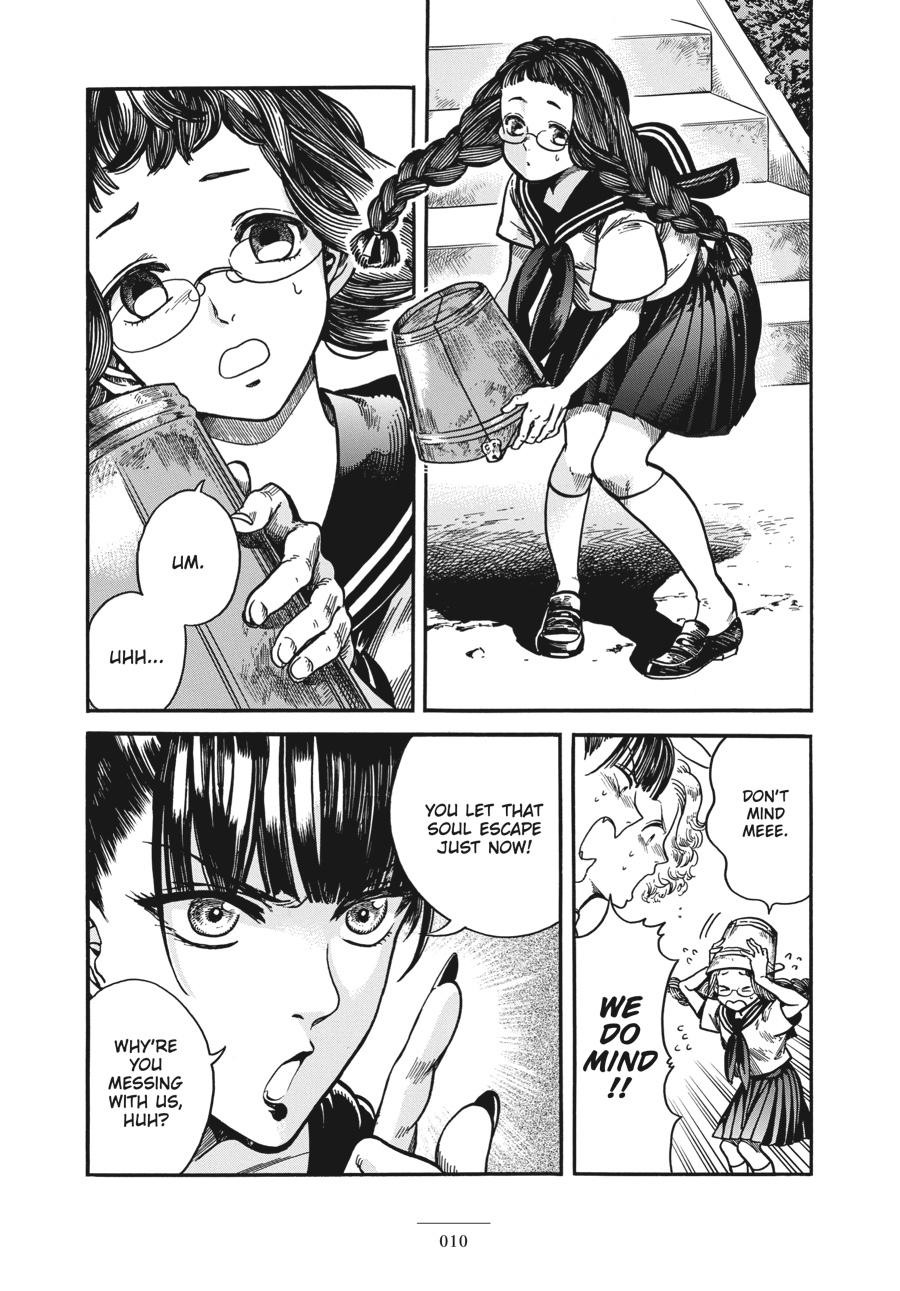 UM.
UHH...
DON'T
MIND
MEEE.
WE
DO
MIND
!!
YOU LET THAT
SOUL ESCAPE
JUST NOW!
WHY'RE
YOU
MESSING
WITH US,
HUH?
010